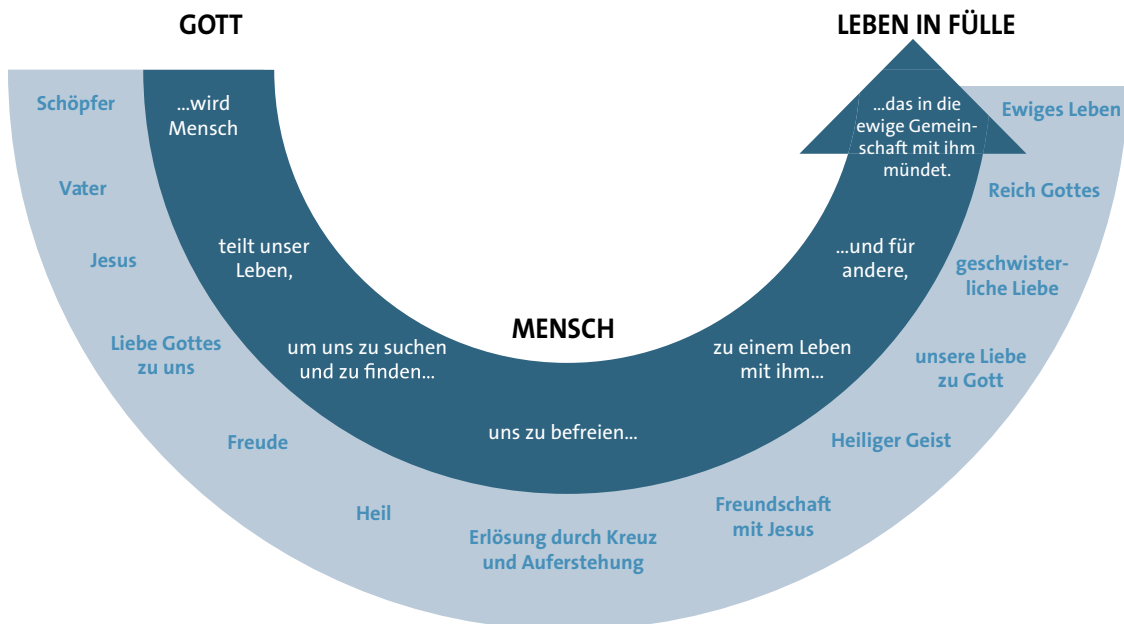 GOTT
LEBEN IN FÜLLE
MENSCH
...wird
Mensch
teilt unser
Leben,
um uns zu suchen
und zu finden...
uns zu befreien...
zu einem Leben
mit ihm...
...und für
andere,
...das in die
ewige Gemein-
schaft mit ihm
mündet.
Schöpfer
Vater
Jesus
Liebe Gottes
zu uns
Freude
Heil
Erlösung durch Kreuz
und Auferstehung
Freundschaft
mit Jesus
Heiliger Geist
unsere Liebe
zu Gott
geschwister-
liche Liebe
Reich Gottes
Ewiges Leben